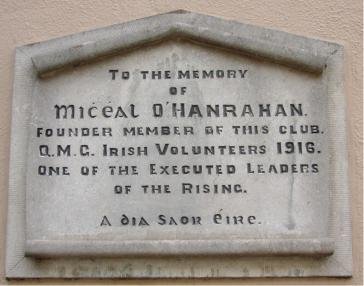 To the memory
of
Mícéal O'Hanrahan.
founder member of this club.
Q.M.G. Irish Volunteers 1916.
one of the Executed Leaders
of the Rising.
A Dia Saor Éire.